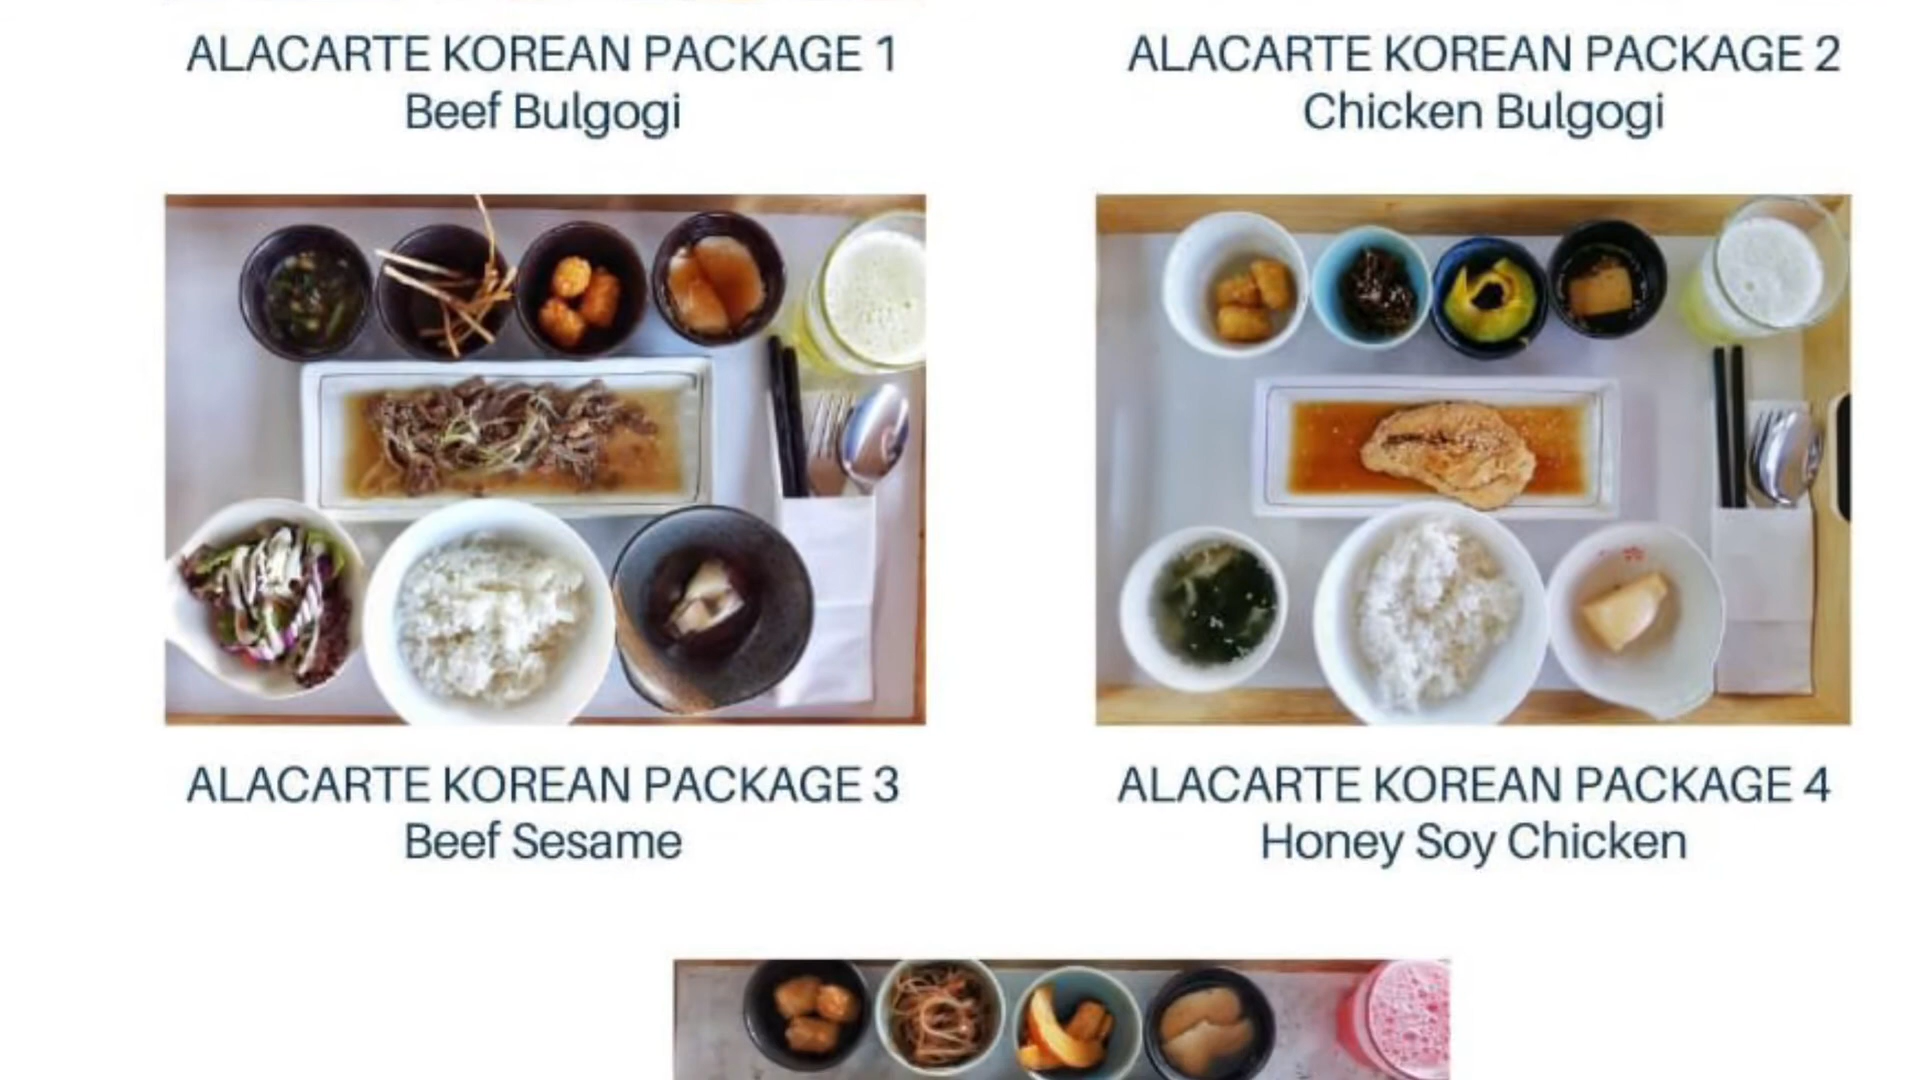 ALACARTE KOREAN PACKAGE 1
Beef Bulgogi
ALACARTE KOREAN PACKAGE 2
Chicken Bulgogi
ALACARTE KOREAN PACKAGE 3
Beef Sesame
ALACARTE KOREAN PACKAGE 4
Honey Soy Chicken